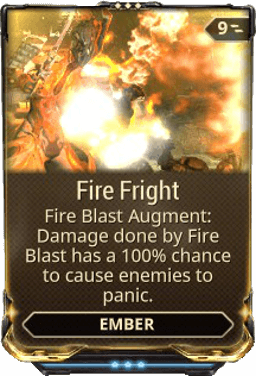 9
Fire Fright
Fire Blast Augment:
Damage done by Fire
Blast has a 100% chance
to cause enemies to
panic.
EMBER